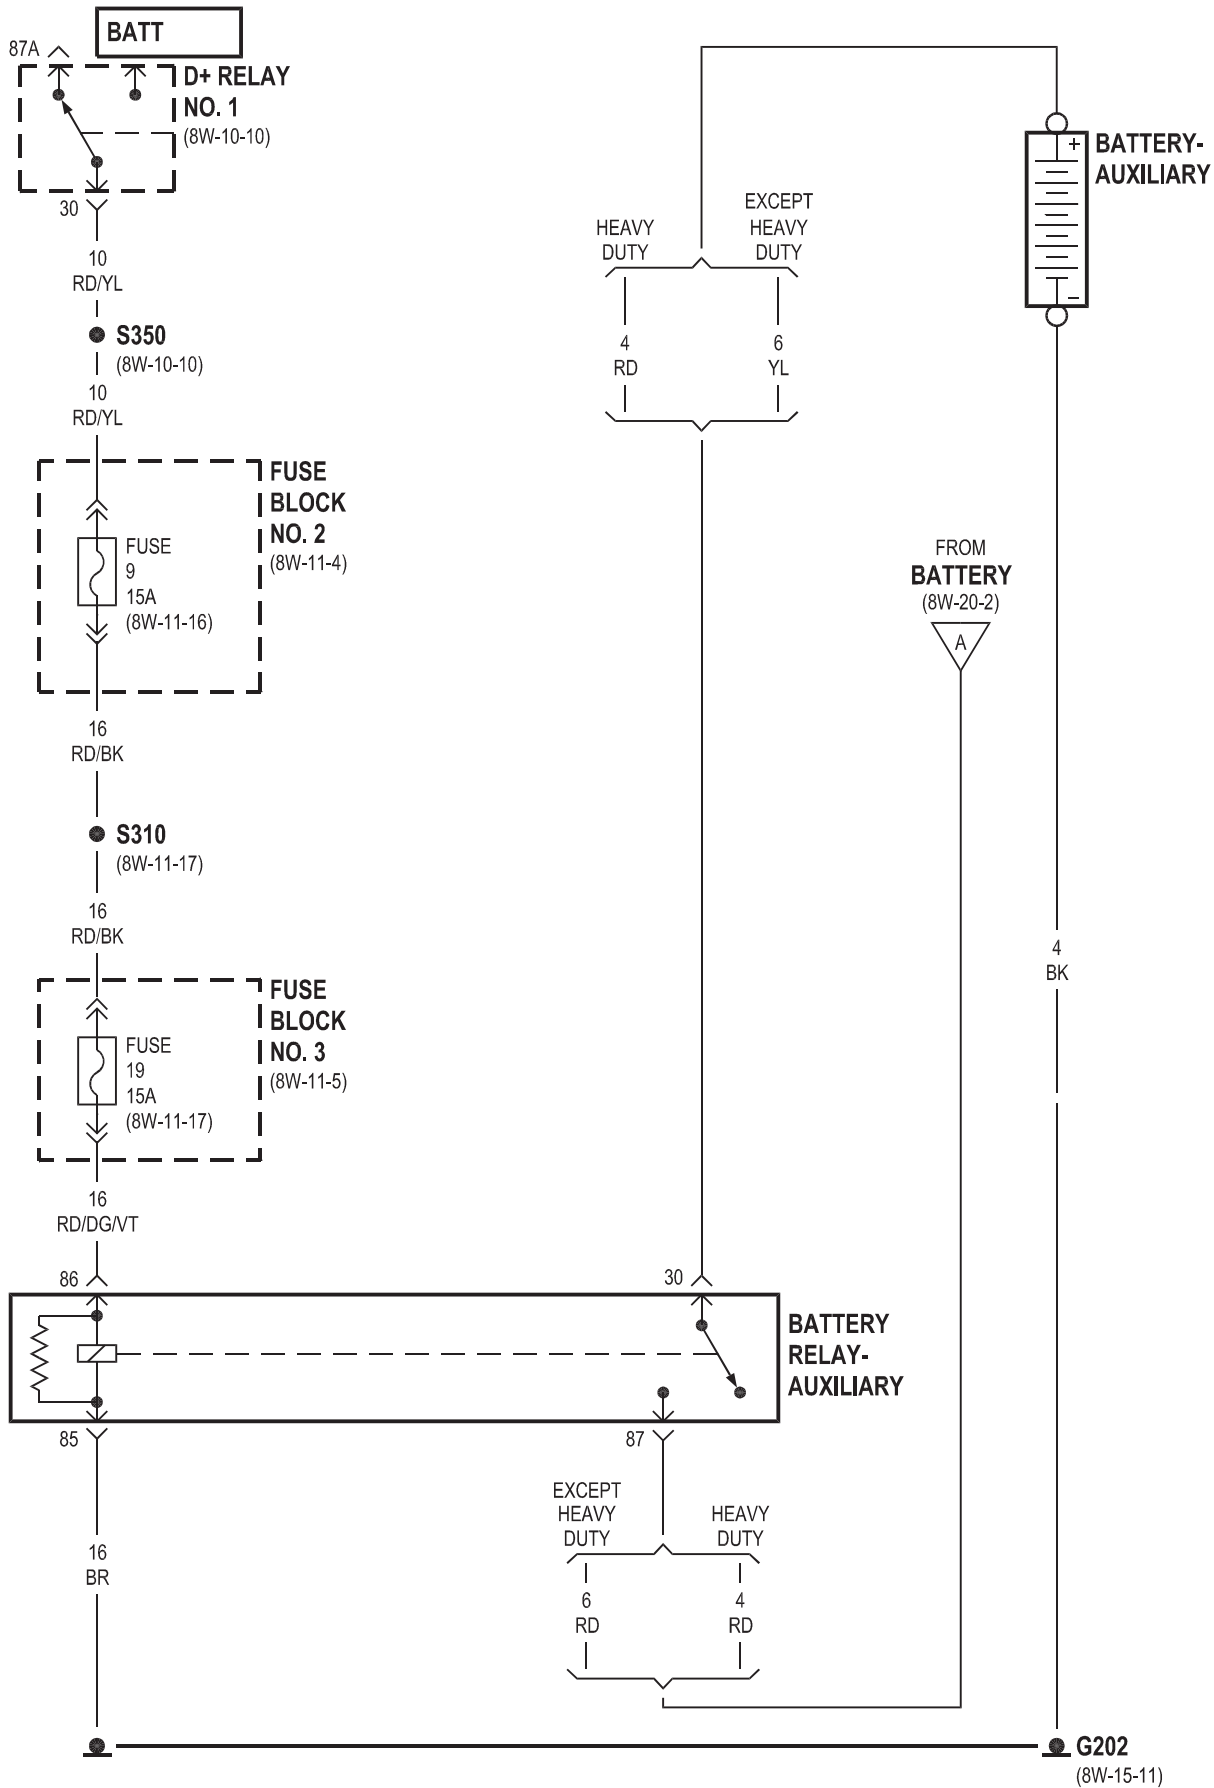 BATT
87A
D+ RELAY
NO. 1
(8W-10-10)
30
10
RD/YL
S350
(8W-10-10)
10
RD/YL
FUSE
BLOCK
NO. 2
(8W-11-4)
FUSE
9
15A
(8W-11-16)
16
RD/BK
S310
(8W-11-17)
16
RD/BK
FUSE
BLOCK
NO. 3
(8W-11-5)
FUSE
19
15A
(8W-11-17)
16
RD/DG/VT
86
30
BATTERY
RELAY-
AUXILIARY
85
87
16
BR
EXCEPT
HEAVY
DUTY
HEAVY
DUTY
6
RD
4
RD
HEAVY
DUTY
EXCEPT
HEAVY
DUTY
4
RD
6
YL
FROM
BATTERY
(8W-20-2)
A
+
BATTERY-
AUXILIARY
–
4
BK
G202
(8W-15-11)